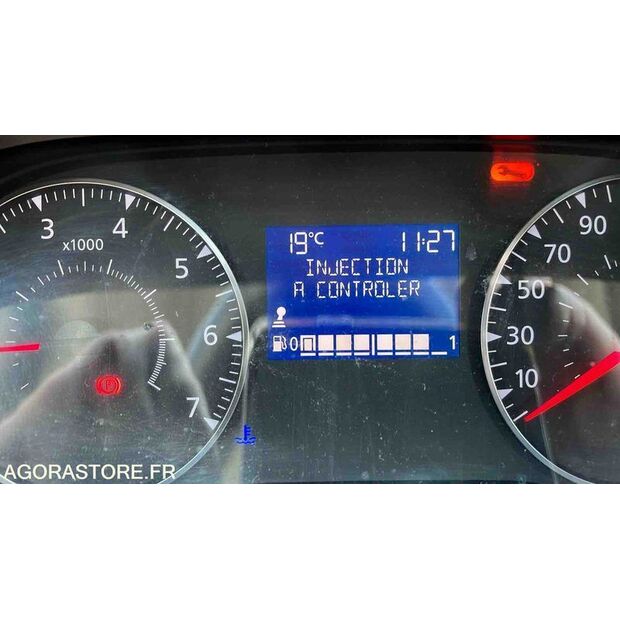 19°C 11:27
INJECTION
A CONTROLER
0 1
3 4 5 6 7
x1000
P
10 30 50 70 90
AGORASTORE.FR